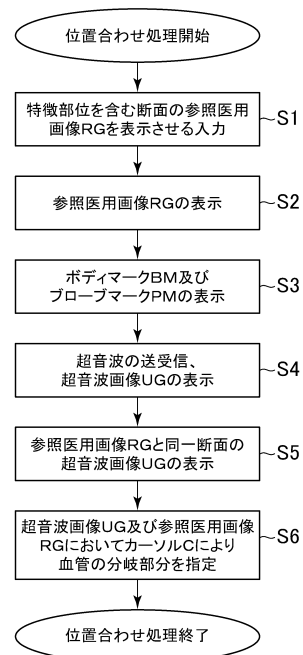 位置合わせ処理開始
特徴部位を含む断面の参照医用
画像RGを表示させる入力
S1
参照医用画像RGの表示
S2
ボディマークBM及び
プローブマークPMの表示
S3
超音波の送受信、
超音波画像UGの表示
S4
参照医用画像RGと同一断面の
超音波画像UGの表示
S5
超音波画像UG及び参照医用画像
RGにおいてカーソルCにより
血管の分岐部分を指定
S6
位置合わせ処理終了